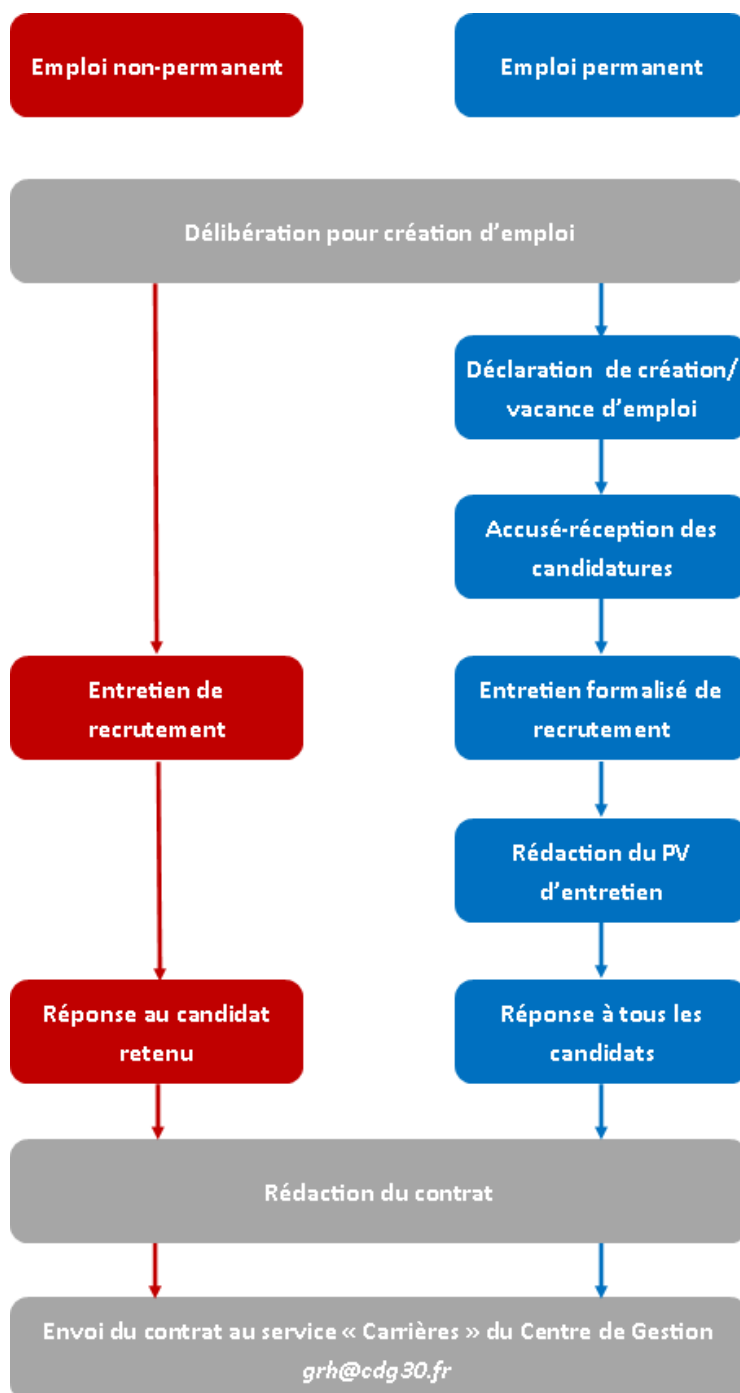 Emploi non-permanent
Emploi permanent
Délibération pour création d’emploi
Déclaration de création/
vacance d’emploi
Accusé-réception des
candidatures
Entretien de
recrutement
Entretien formalisé de
recrutement
Rédaction du PV
d’entretien
Réponse au candidat
retenu
Réponse à tous les
candidats
Rédaction du contrat
Envoi du contrat au service « Carrières » du Centre de Gestion
grh@cdg30.fr